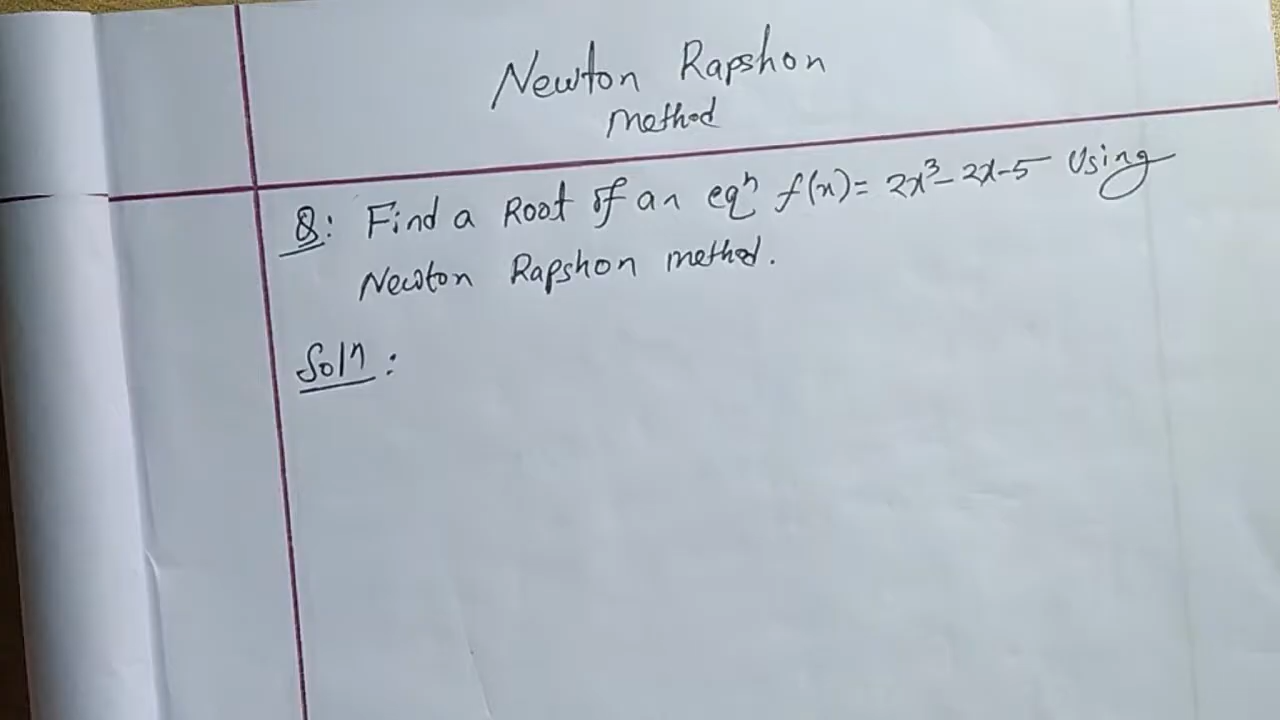 Newton Rapshon
method
Q: Find a Root of an eqⁿ f(x)= 2x³-2x-5 Using
Newton Rapshon method.
Solⁿ: